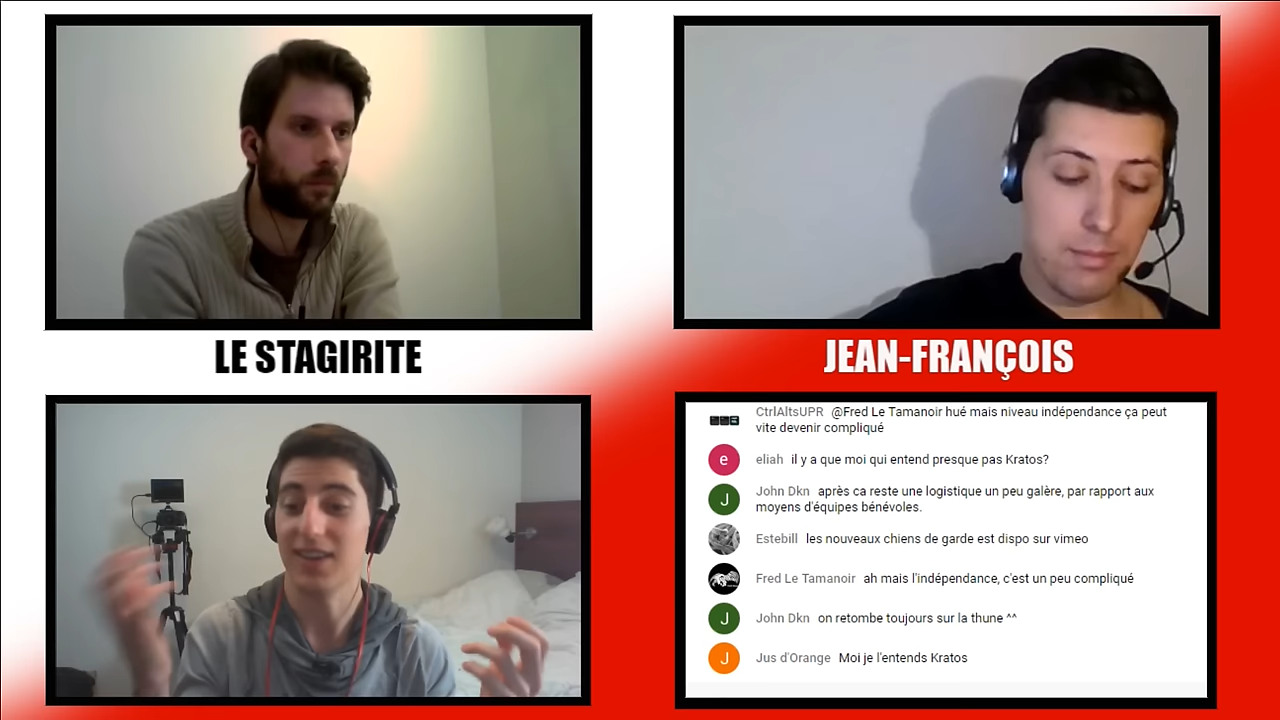 LE STAGIRITE
JEAN-FRANÇOIS
CtrlAltsUPR @Fred Le Tamanoir hué mais niveau indépendance ça peut
vite devenir compliqué
e
eliah il y a que moi qui entend presque pas Kratos?
J
John Dkn après ca reste une logistique un peu galère, par rapport aux
moyens d'équipes bénévoles.
Estebill les nouveaux chiens de garde est dispo sur vimeo
Fred Le Tamanoir ah mais l'indépendance, c'est un peu compliqué
J
John Dkn on retombe toujours sur la thune ^^
J
Jus d'Orange Moi je l'entends Kratos